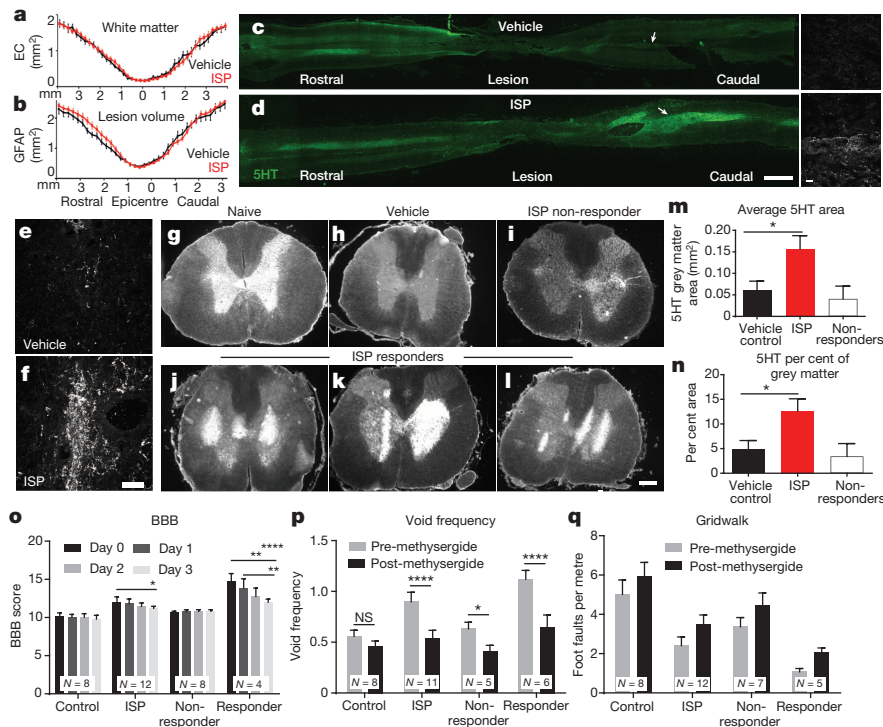 a
White matter
EC
(mm²)
2
1
0
Vehicle
ISP
mm 3 2 1 0 1 2 3
b
Lesion volume
GFAP
(mm²)
2
1
0
Vehicle
ISP
mm 3 2 1 0 1 2 3
Rostral Epicentre Caudal
c
Vehicle
Rostral Lesion Caudal
d
ISP
5HT
Rostral Lesion Caudal
e
Vehicle
f
ISP
Naive Vehicle ISP non-responder
g h i
ISP responders
j k l
m
Average 5HT area
5HT grey matter
area (mm²)
0.20
0.15
0.10
0.05
0
*
Vehicle
control
ISP
Non-
responders
n
5HT per cent of
grey matter
Per cent area
20
15
10
5
0
*
Vehicle
control
ISP
Non-
responders
o
BBB
BBB score
20
15
10
5
0
Day 0 Day 1
Day 2 Day 3
*
****
**
**
N = 8 N = 12 N = 8 N = 4
Control ISP Non-
responder
Responder
p
Void frequency
Void frequency
1.5
1.0
0.5
0
Pre-methysergide
Post-methysergide
NS
****
*
****
N = 8 N = 11 N = 5 N = 6
Control ISP Non-
responder
Responder
q
Gridwalk
Foot faults per metre
8
6
4
2
0
Pre-methysergide
Post-methysergide
N = 8 N = 12 N = 7 N = 5
Control ISP Non-
responder
Responder